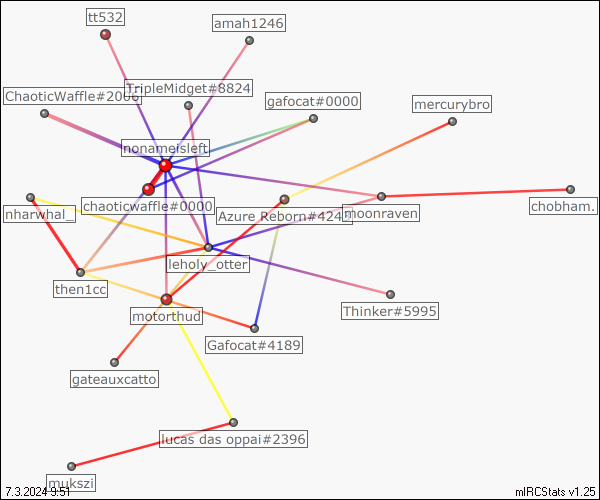 tt532
amah1246
TripleMidget#8824
ChaoticWaffle#2006
gafocat#0000
mercurybro
nonameisleft
chaoticwaffle#0000
nharwhal_
Azure Reborn#424
moonraven
chobham.
leholy_otter
then1cc
motorthud
Thinker#5995
Gafocat#4189
gateauxcatto
lucas das oppai#2396
mukszi
7.3.2024 9:51
mIRCStats v1.25